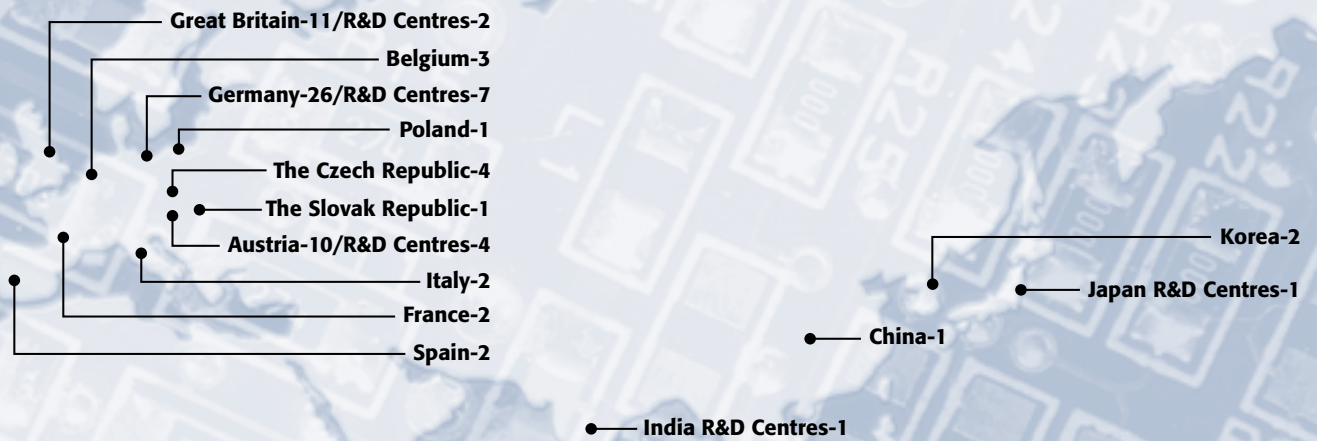 Great Britain-11/R&D Centres-2
Belgium-3
Germany-26/R&D Centres-7
Poland-1
The Czech Republic-4
The Slovak Republic-1
Austria-10/R&D Centres-4
Italy-2
France-2
Spain-2
Korea-2
Japan R&D Centres-1
China-1
India R&D Centres-1